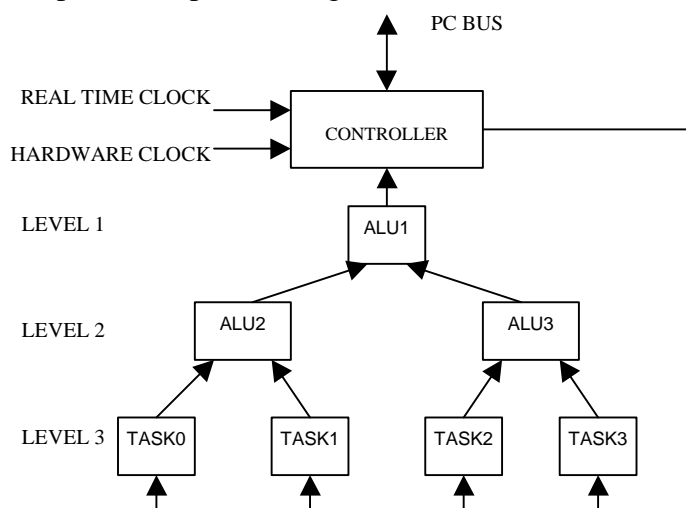 PC BUS
REAL TIME CLOCK
CONTROLLER
HARDWARE CLOCK
LEVEL 1
ALU1
LEVEL 2
ALU2
ALU3
LEVEL 3
TASK0
TASK1
TASK2
TASK3